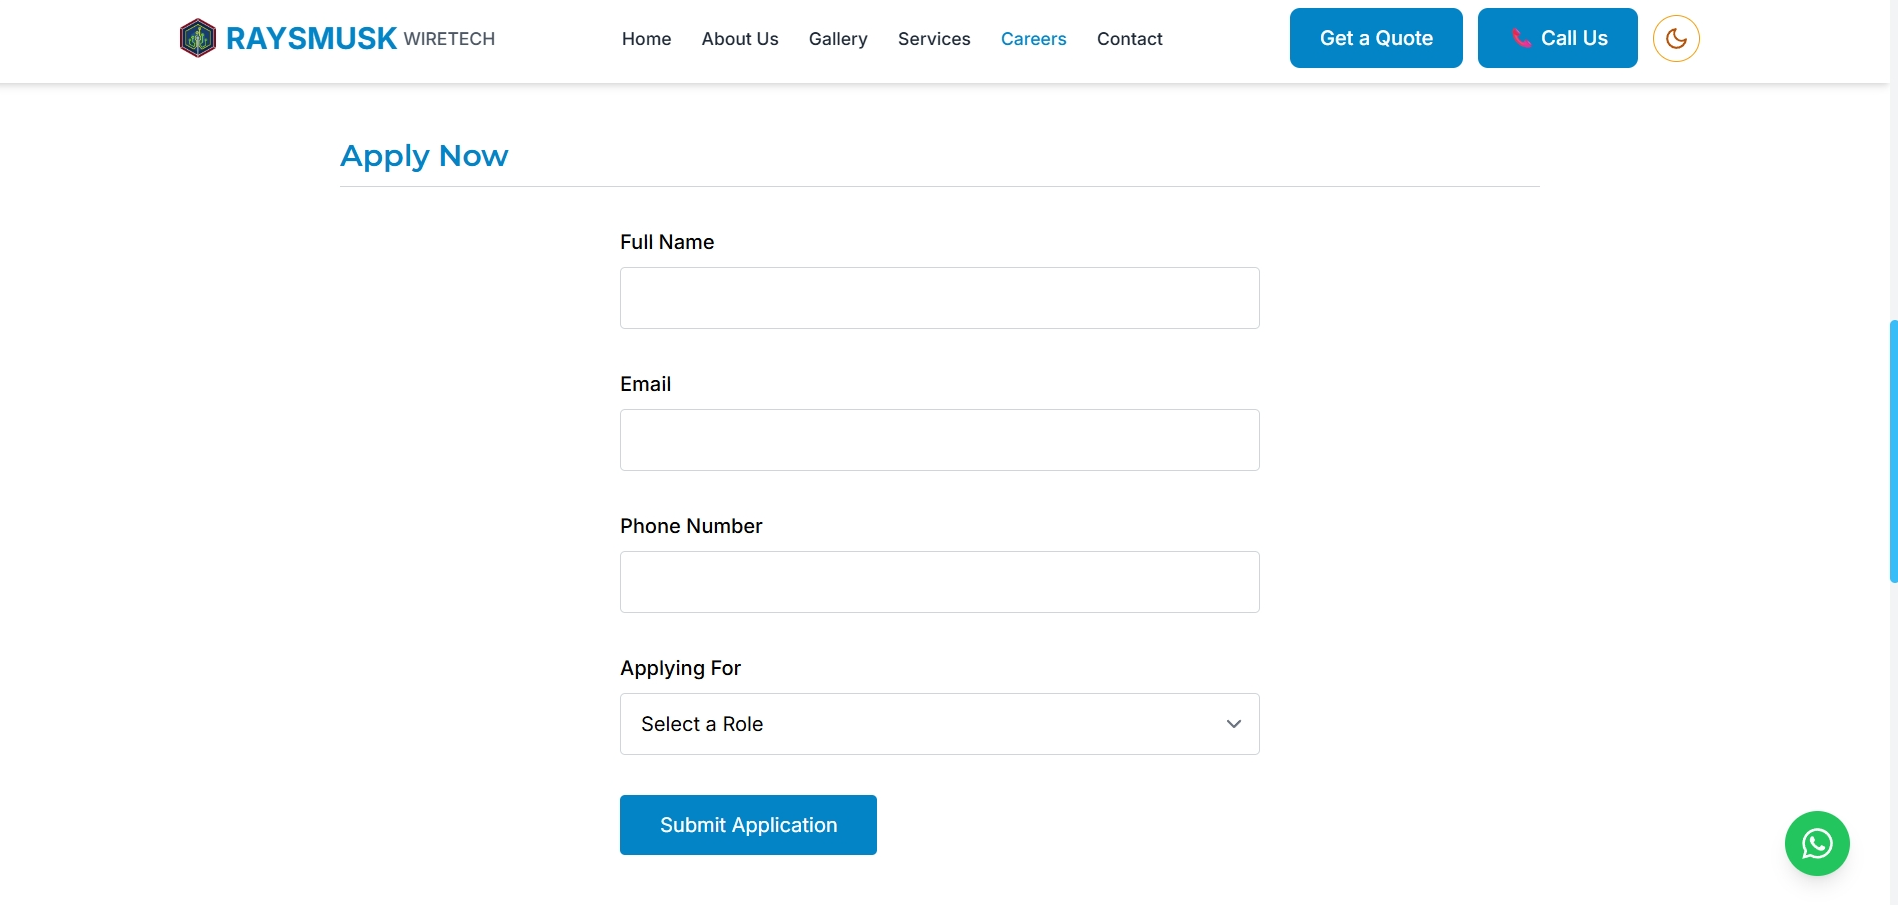 RAYSMUSK WIRETECH
Home About Us Gallery Services Careers Contact
Get a Quote
Call Us
Apply Now
Full Name
Email
Phone Number
Applying For
Select a Role
Submit Application